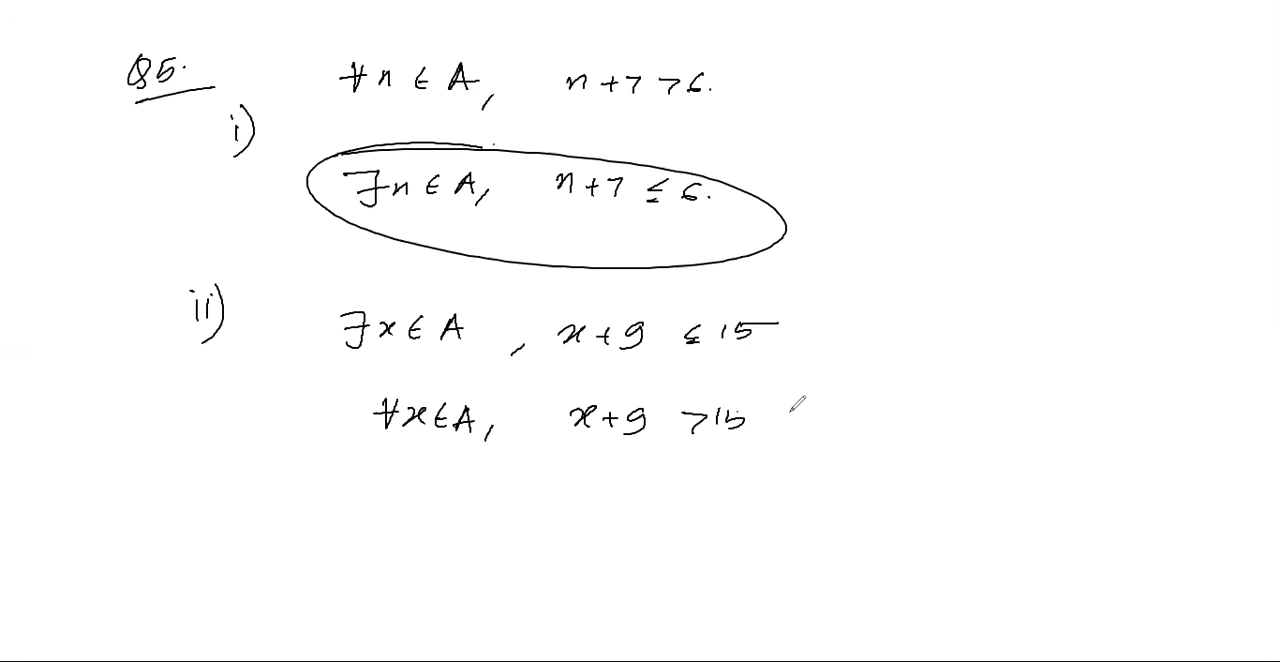 Q5.
∀ n ∈ A, n + 7 > 6.
i)
∃ n ∈ A, n + 7 ≤ 6.
ii)
∃ x ∈ A, x + 9 ≤ 15
∀ x ∈ A, x + 9 > 15